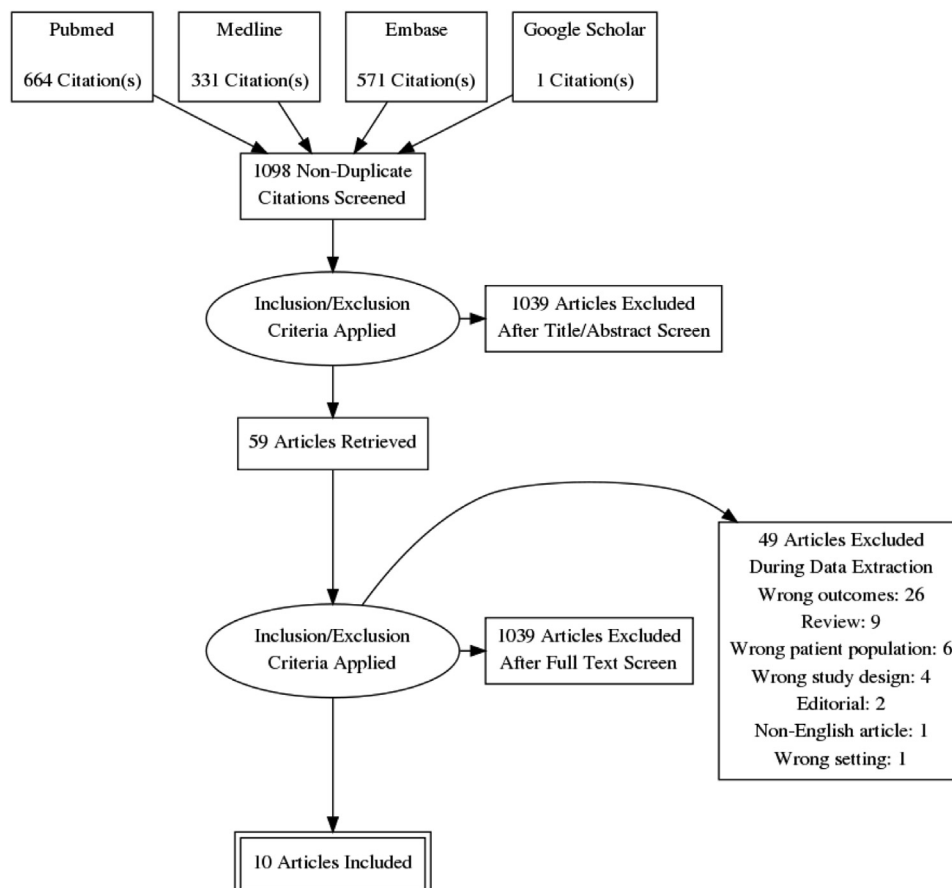 Pubmed
664 Citation(s)
Medline
331 Citation(s)
Embase
571 Citation(s)
Google Scholar
1 Citation(s)
1098 Non-Duplicate
Citations Screened
Inclusion/Exclusion
Criteria Applied
1039 Articles Excluded
After Title/Abstract Screen
59 Articles Retrieved
Inclusion/Exclusion
Criteria Applied
1039 Articles Excluded
After Full Text Screen
49 Articles Excluded
During Data Extraction
Wrong outcomes: 26
Review: 9
Wrong patient population: 6
Wrong study design: 4
Editorial: 2
Non-English article: 1
Wrong setting: 1
10 Articles Included